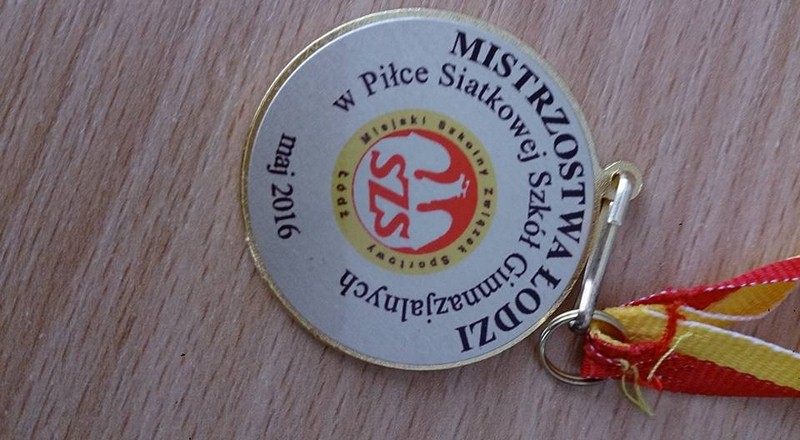 MISTRZOSTWA ŁODZI
w Piłce Siatkowej Szkół Gimnazjalnych
Miejski Szkolny Związek Sportowy
Łódź
SZS
maj 2016